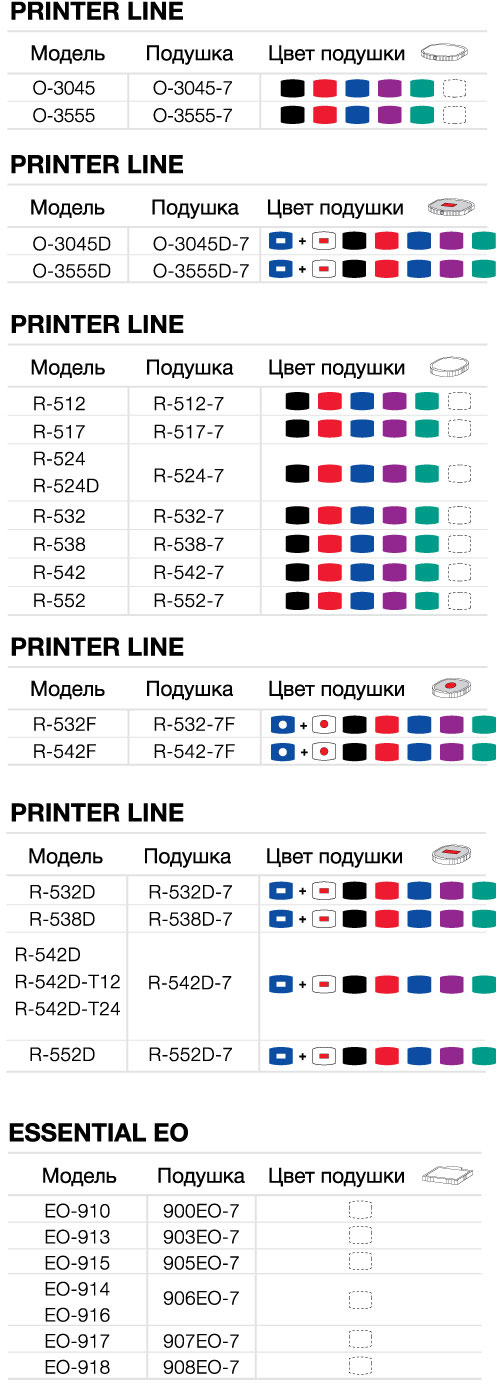 PRINTER LINE
Модель Подушка Цвет подушки
O-3045 O-3045-7
O-3555 O-3555-7
PRINTER LINE
Модель Подушка Цвет подушки
O-3045D O-3045D-7 +
O-3555D O-3555D-7 +
PRINTER LINE
Модель Подушка Цвет подушки
R-512 R-512-7
R-517 R-517-7
R-524
R-524D
R-524-7
R-532 R-532-7
R-538 R-538-7
R-542 R-542-7
R-552 R-552-7
PRINTER LINE
Модель Подушка Цвет подушки
R-532F R-532-7F +
R-542F R-542-7F +
PRINTER LINE
Модель Подушка Цвет подушки
R-532D R-532D-7 +
R-538D R-538D-7 +
R-542D
R-542D-T12 R-542D-7 +
R-542D-T24
R-552D R-552D-7 +
ESSENTIAL EO
Модель Подушка Цвет подушки
EO-910 900EO-7
EO-913 903EO-7
EO-915 905EO-7
EO-914
EO-916
906EO-7
EO-917 907EO-7
EO-918 908EO-7